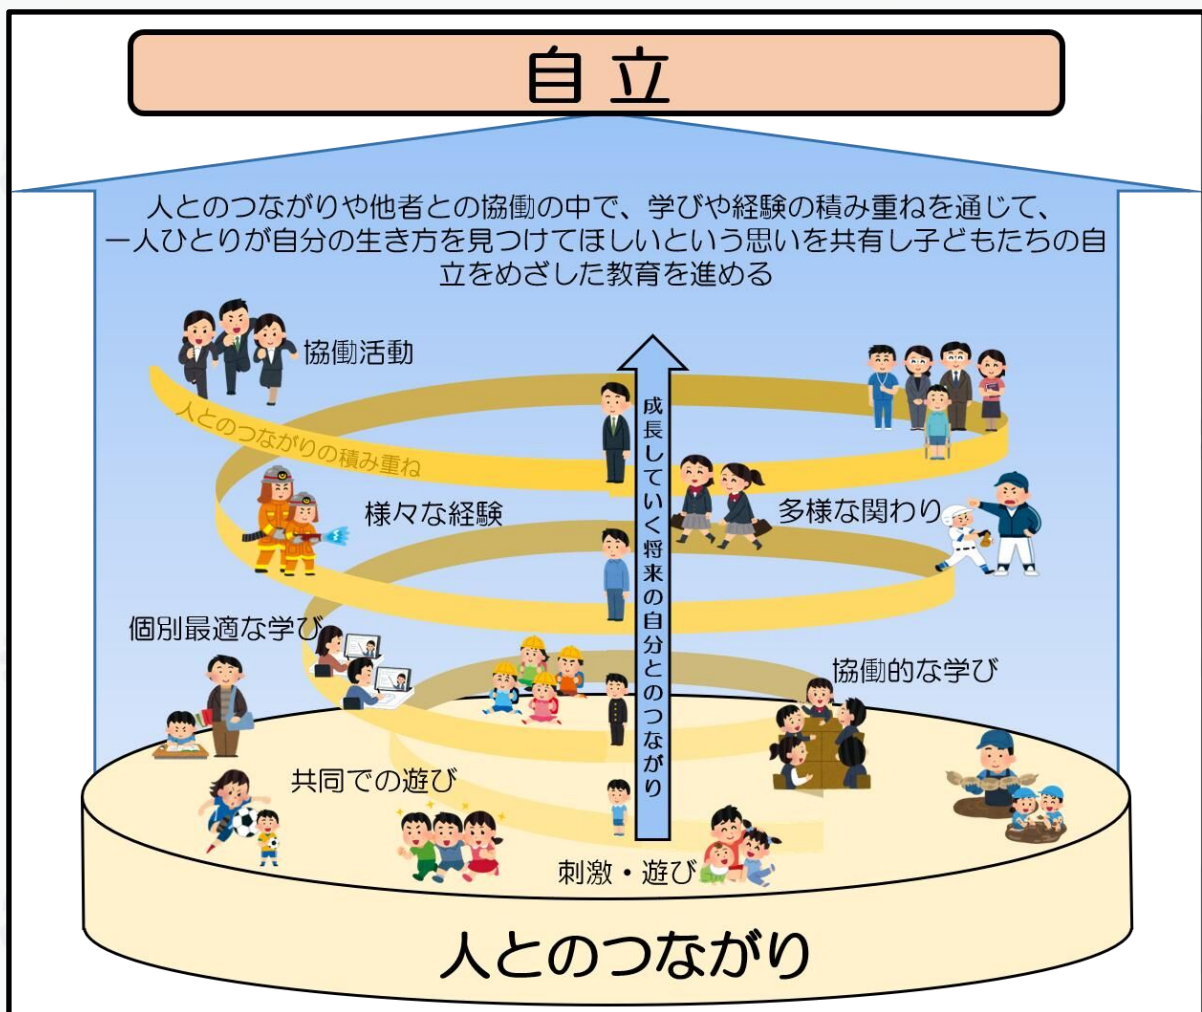 自立
人とのつながりや他者との協働の中で、学びや経験の積み重ねを通じて、
一人ひとりが自分の生き方を見つけてほしいという思いを共有し子どもたちの自
立をめざした教育を進める
協働活動
人とのつながりの積み重ね
様々な経験
多様な関わり
成長していく将来の自分とのつながり
個別最適な学び
協働的な学び
共同での遊び
刺激・遊び
人とのつながり